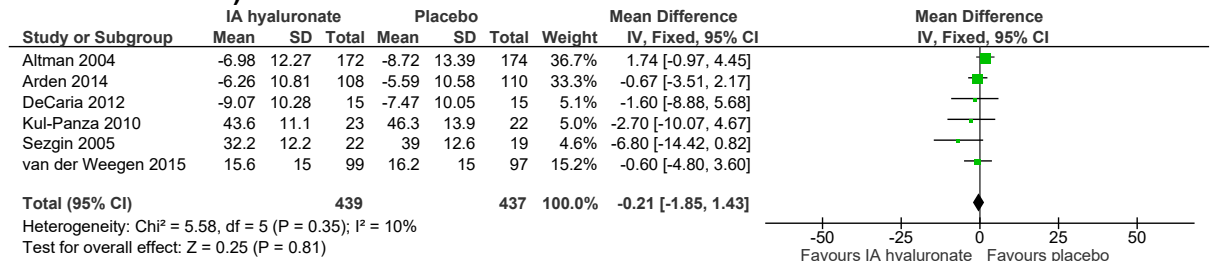 IA hyaluronate Placebo Mean Difference Mean Difference
Study or Subgroup Mean SD Total Mean SD Total Weight IV, Fixed, 95% CI IV, Fixed, 95% CI
Altman 2004 -6.98 12.27 172 -8.72 13.39 174 36.7% 1.74 [-0.97, 4.45]
Arden 2014 -6.26 10.81 108 -5.59 10.58 110 33.3% -0.67 [-3.51, 2.17]
DeCaria 2012 -9.07 10.28 15 -7.47 10.05 15 5.1% -1.60 [-8.88, 5.68]
Kul-Panza 2010 43.6 11.1 23 46.3 13.9 22 5.0% -2.70 [-10.07, 4.67]
Sezgin 2005 32.2 12.2 22 39 12.6 19 4.6% -6.80 [-14.42, 0.82]
van der Weegen 2015 15.6 15 99 16.2 15 97 15.2% -0.60 [-4.80, 3.60]
Total (95% CI) 439 437 100.0% -0.21 [-1.85, 1.43]
Heterogeneity: Chi² = 5.58, df = 5 (P = 0.35); I² = 10%
Test for overall effect: Z = 0.25 (P = 0.81)
-50 -25 0 25 50
Favours IA hyaluronate Favours placebo